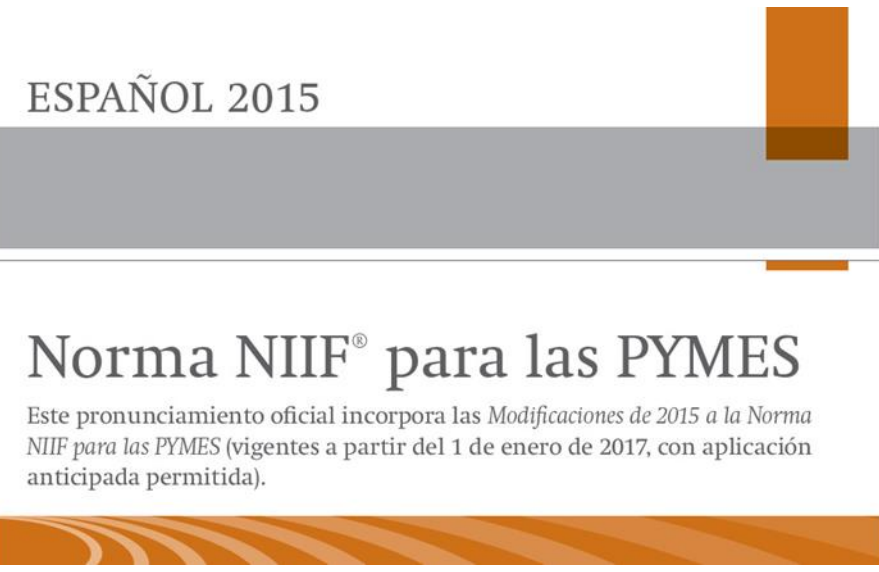 ESPAÑOL 2015
Norma NIIF® para las PYMES
Este pronunciamiento oficial incorpora las Modificaciones de 2015 a la Norma
NIIF para las PYMES (vigentes a partir del 1 de enero de 2017, con aplicación
anticipada permitida).